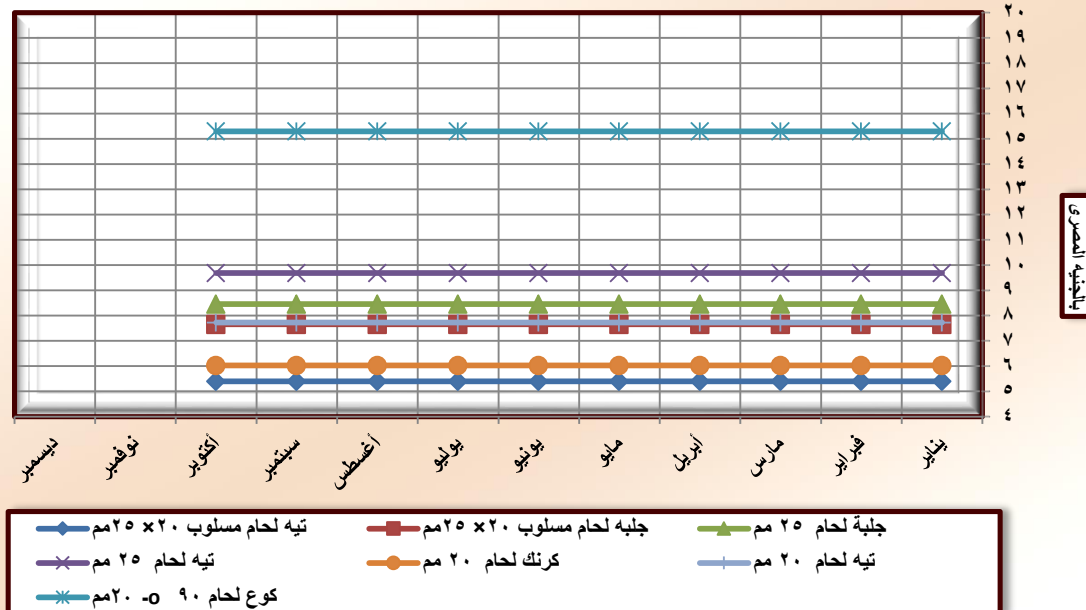 ٢٠
١٩
١٨
١٧
١٦
١٥
١٤
١٣
١٢
١١
١٠
٩
٨
٧
٦
٥
٤
بالجنيه المصرى
يناير
فبراير
مارس
أبريل
مايو
يونيو
يوليو
أغسطس
سبتمبر
أكتوبر
نوفمبر
ديسمبر
جلبة لحام ٢٥ مم
جلبه لحام مسلوب ٢٠× ٢٥مم
تيه لحام مسلوب ٢٠× ٢٥مم
تيه لحام ٢٠ مم
كرنك لحام ٢٠ مم
تيه لحام ٢٥ مم
كوع لحام ٩٠ o- ٢٠مم